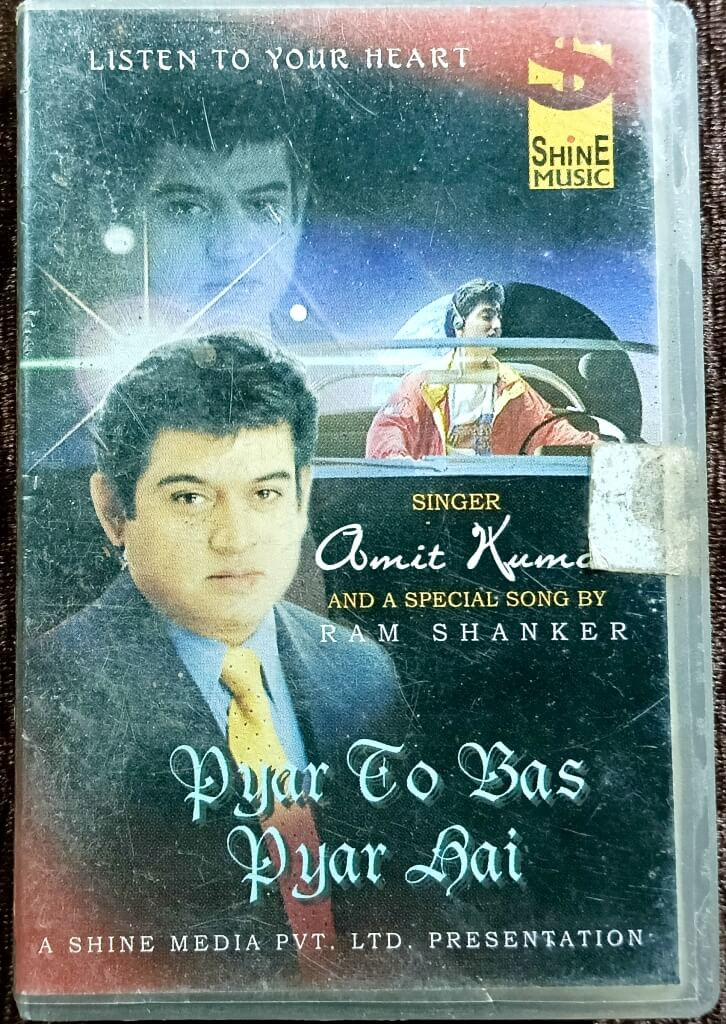 LISTEN TO YOUR HEART
SHiNE
MUSIC
SINGER
Amit
AND A SPECIAL SONG BY
RAM SHANKER
Pyar To Bas
Pyar Hai
A SHINE MEDIA PVT. LTD. PRESENTATION